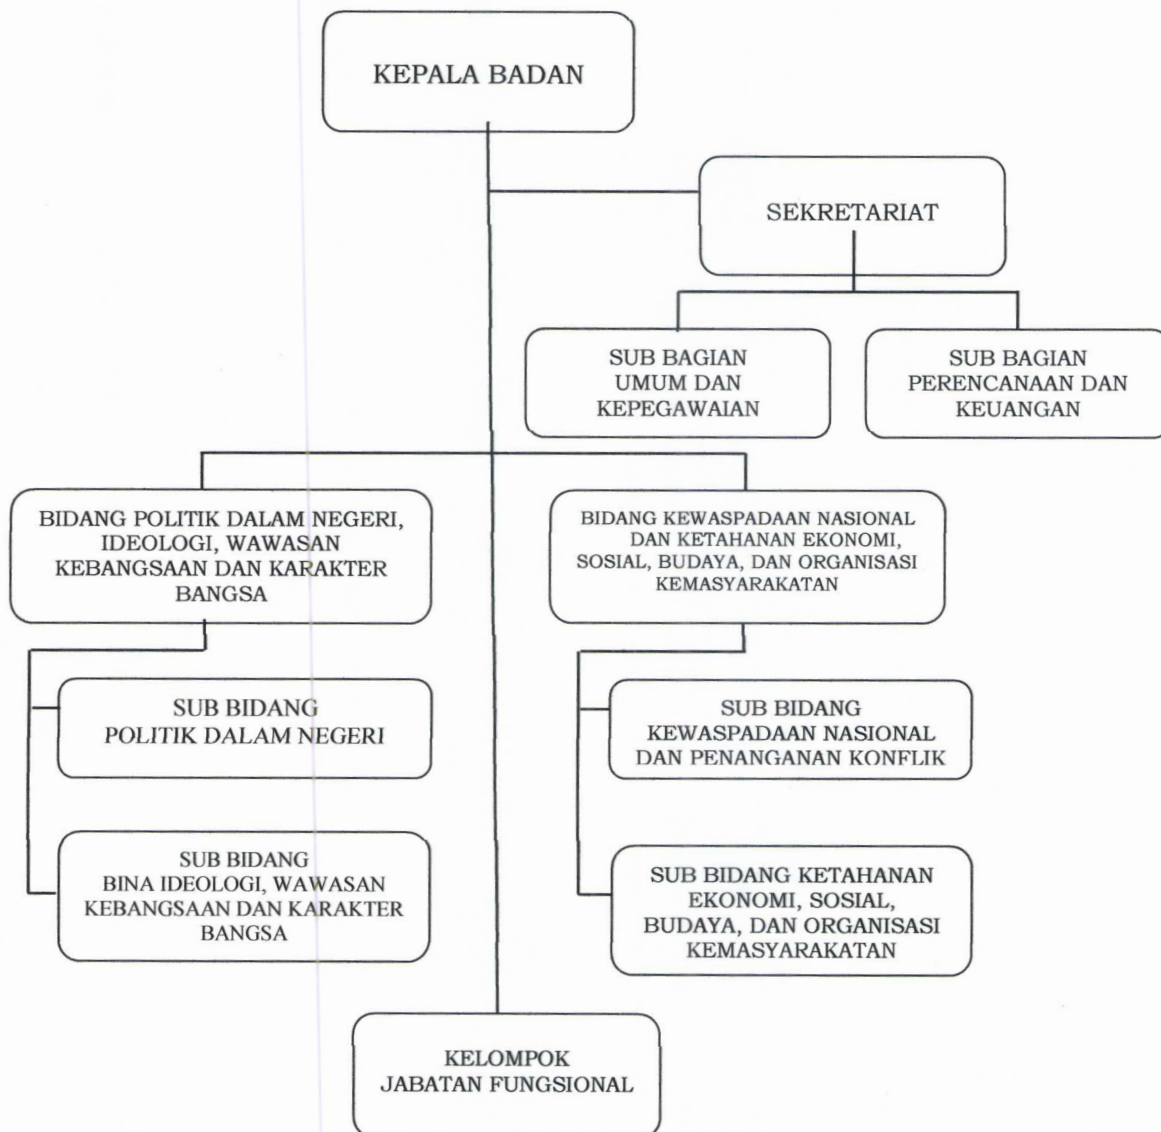 KEPALA BADAN
SEKRETARIAT
SUB BAGIAN
UMUM DAN
KEPEGAWAIAN
SUB BAGIAN
PERENCANAAN DAN
KEUANGAN
BIDANG POLITIK DALAM NEGERI,
IDEOLOGI, WAWASAN
KEBANGSAAN DAN KARAKTER
BANGSA
BIDANG KEWASPADAAN NASIONAL
DAN KETAHANAN EKONOMI,
SOSIAL, BUDAYA, DAN ORGANISASI
KEMASYARAKATAN
SUB BIDANG
POLITIK DALAM NEGERI
SUB BIDANG
KEWASPADAAN NASIONAL
DAN PENANGANAN KONFLIK
SUB BIDANG
BINA IDEOLOGI, WAWASAN
KEBANGSAAN DAN KARAKTER
BANGSA
SUB BIDANG KETAHANAN
EKONOMI, SOSIAL,
BUDAYA, DAN ORGANISASI
KEMASYARAKATAN
KELOMPOK
JABATAN FUNGSIONAL